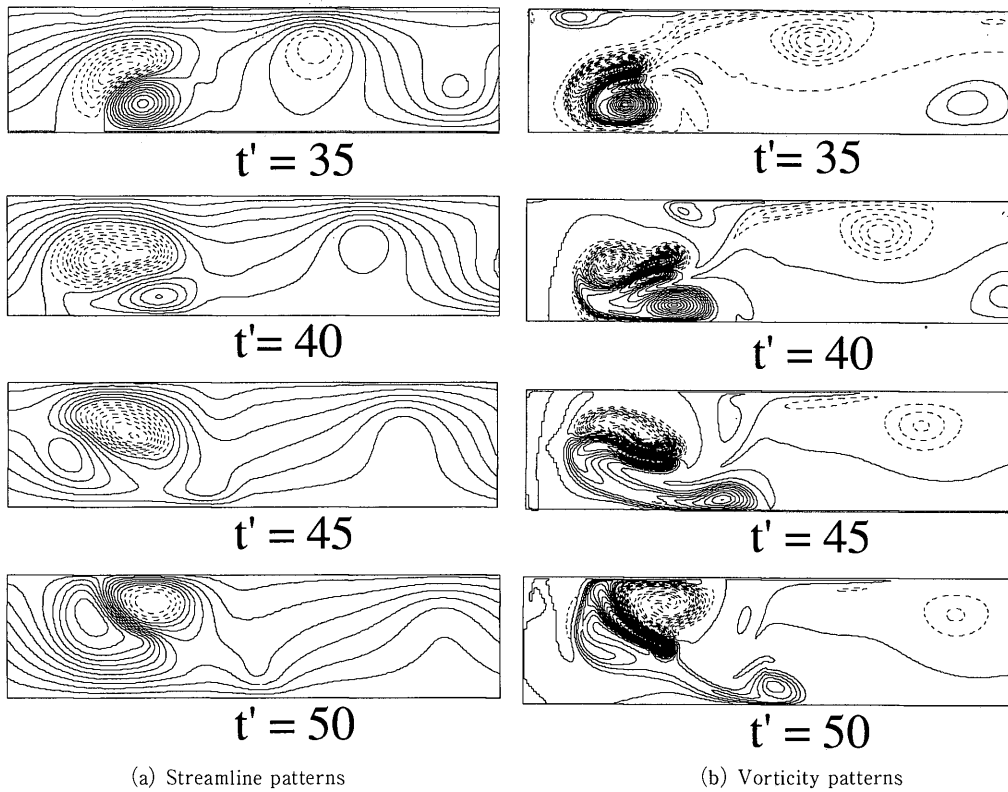 t' = 35
t'= 35
t'= 40
t' = 40
t' = 45
t' = 45
t' = 50
t' = 50
(a) Streamline patterns
(b) Vorticity patterns